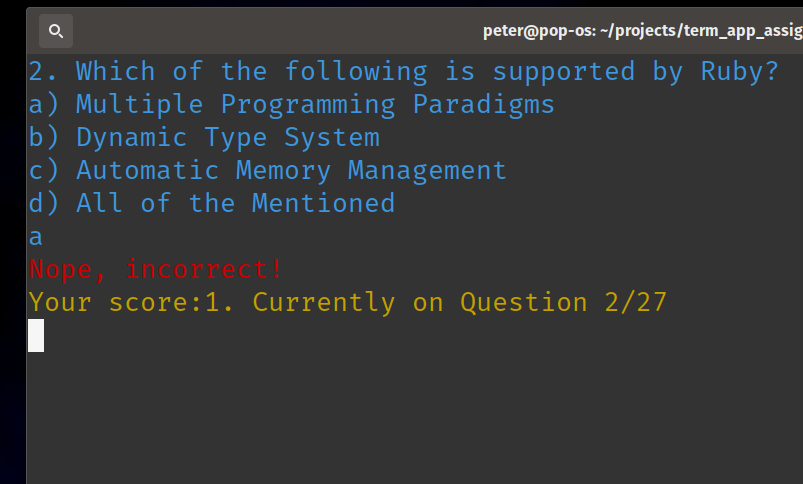 peter@pop-os: ~/projects/term_app_assig
2. Which of the following is supported by Ruby?
a) Multiple Programming Paradigms
b) Dynamic Type System
c) Automatic Memory Management
d) All of the Mentioned
a
Nope, incorrect!
Your score:1. Currently on Question 2/27